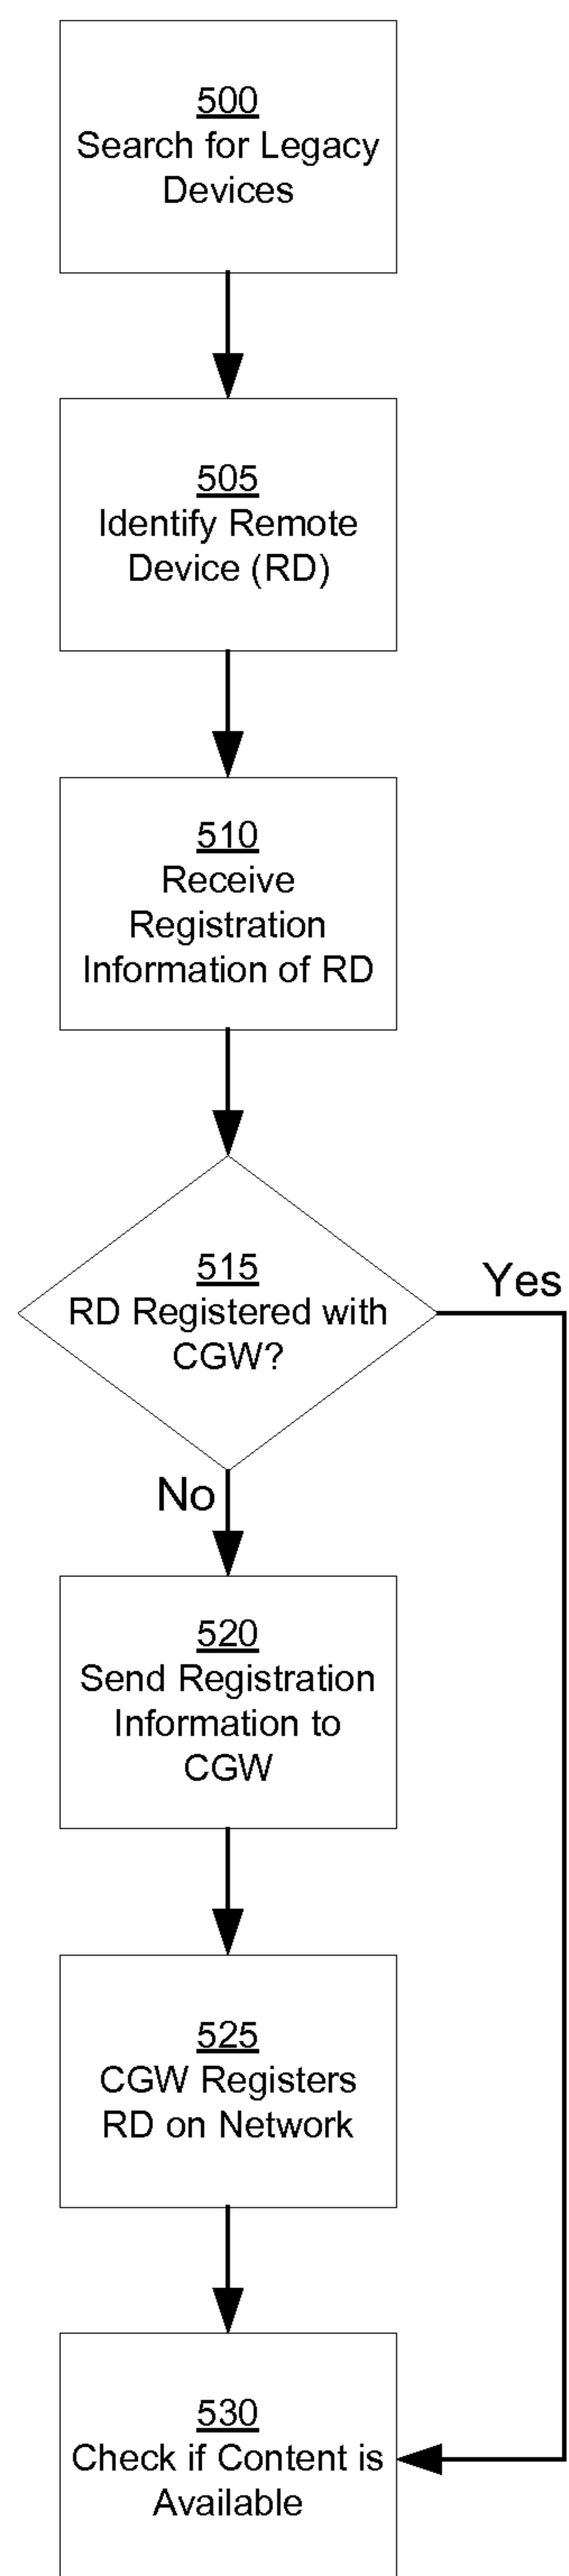 500
Search for Legacy
Devices
505
Identify Remote
Device (RD)
510
Receive
Registration
Information of RD
515
RD Registered with
CGW?
Yes
No
520
Send Registration
Information to
CGW
525
CGW Registers
RD on Network
530
Check if Content is
Available